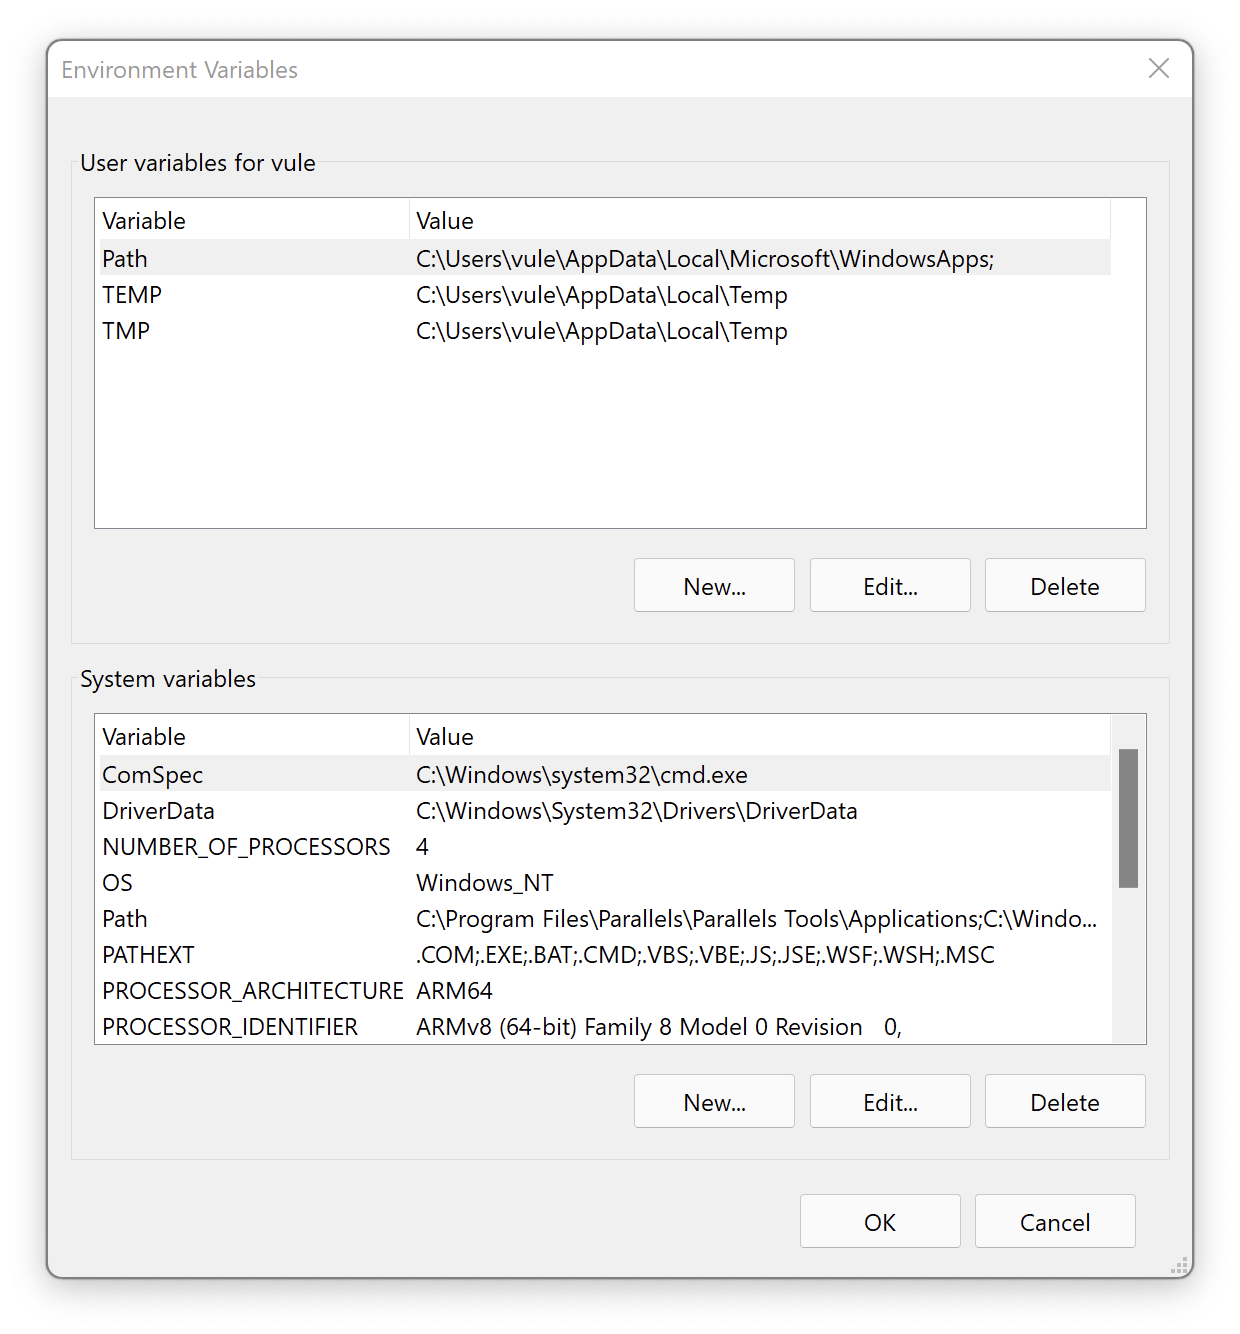 Environment Variables
User variables for vule
Variable Value
Path C:\Users\vule\AppData\Local\Microsoft\WindowsApps;
TEMP C:\Users\vule\AppData\Local\Temp
TMP C:\Users\vule\AppData\Local\Temp
New... Edit... Delete
System variables
Variable Value
ComSpec C:\Windows\system32\cmd.exe
DriverData C:\Windows\System32\Drivers\DriverData
NUMBER_OF_PROCESSORS 4
OS Windows_NT
Path C:\Program Files\Parallels\Parallels Tools\Applications;C:\Windo...
PATHEXT .COM;.EXE;.BAT;.CMD;.VBS;.VBE;.JS;.JSE;.WSF;.WSH;.MSC
PROCESSOR_ARCHITECTURE ARM64
PROCESSOR_IDENTIFIER ARMv8 (64-bit) Family 8 Model 0 Revision   0,
New... Edit... Delete
OK Cancel